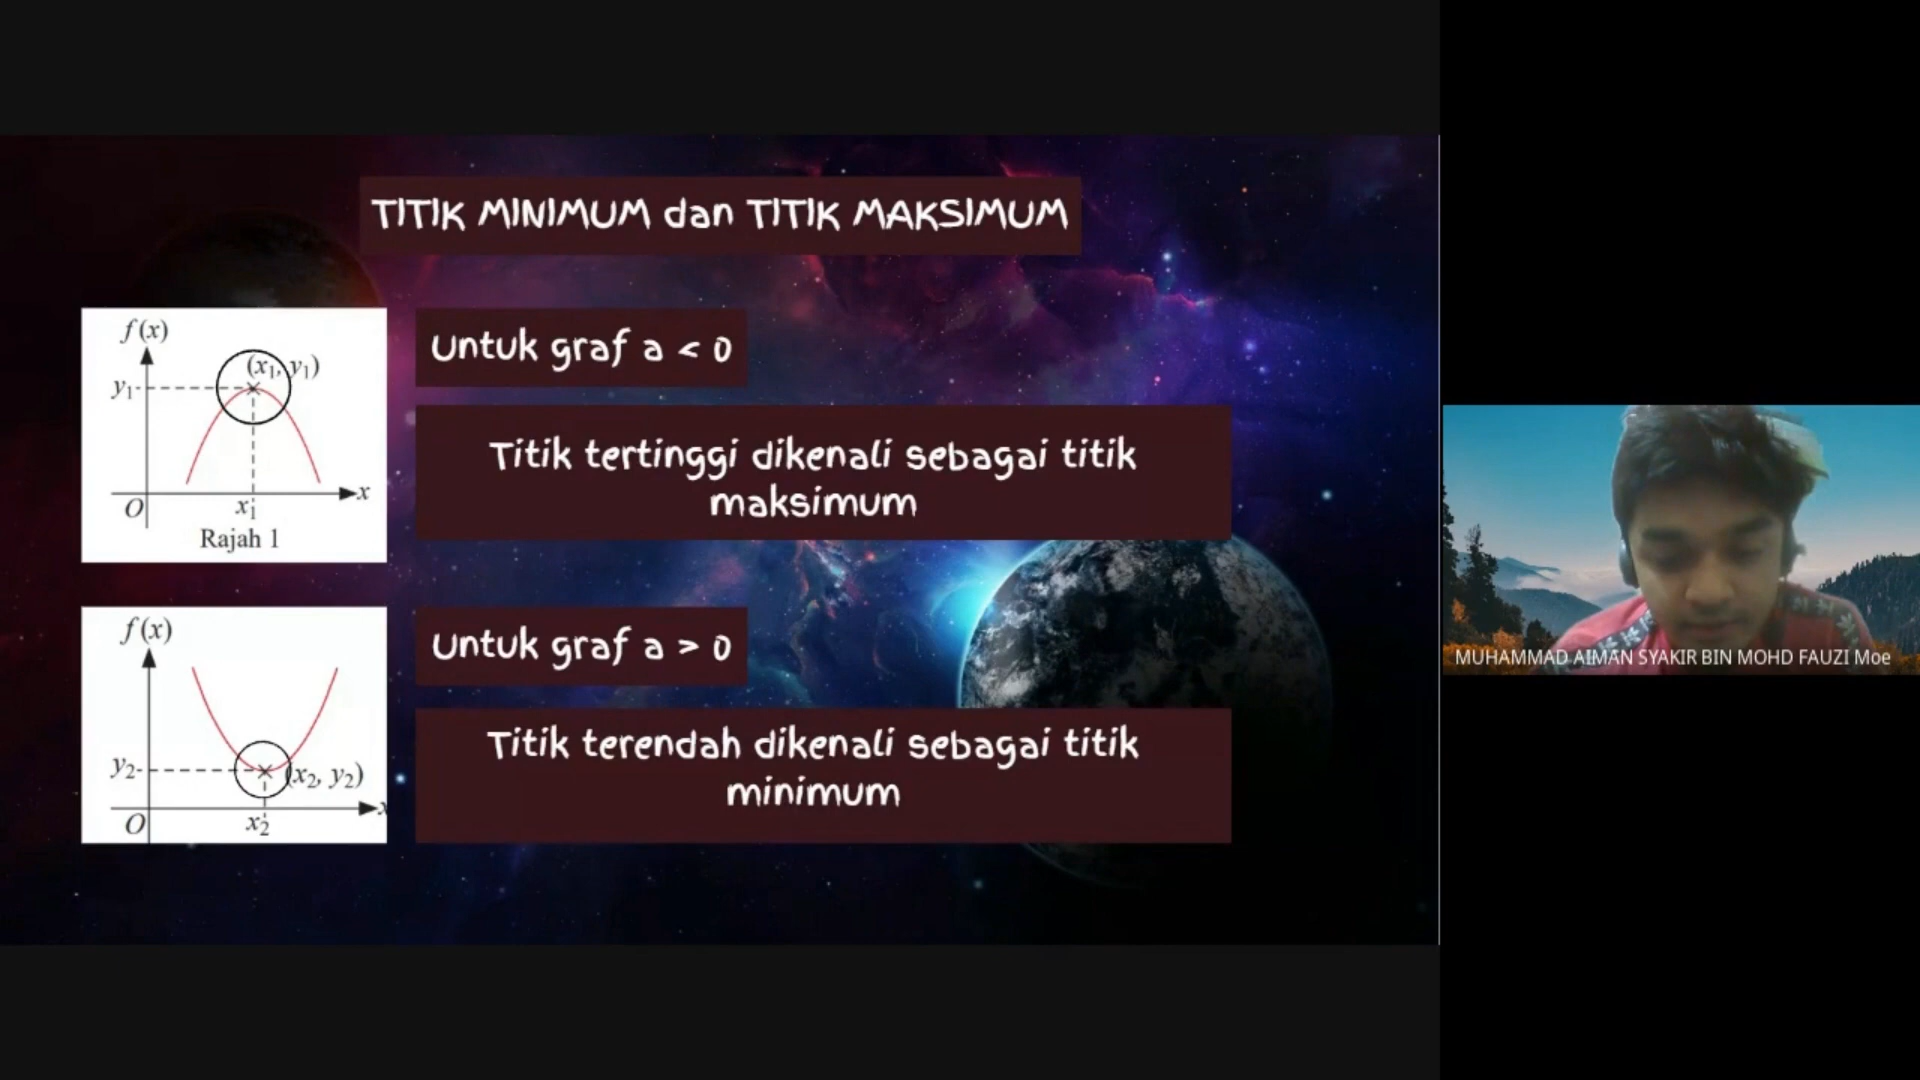 TITIK MINIMUM dan TITIK MAKSIMUM
f(x)
(x₁, y₁)
y₁
O
x₁
x
Rajah 1
Untuk graf a < 0
Titik tertinggi dikenali sebagai titik
maksimum
f(x)
y₂
(x₂, y₂)
O
x₂
x
Untuk graf a > 0
Titik terendah dikenali sebagai titik
minimum
MUHAMMAD AIMAN SYAKIR BIN MOHD FAUZI Moe